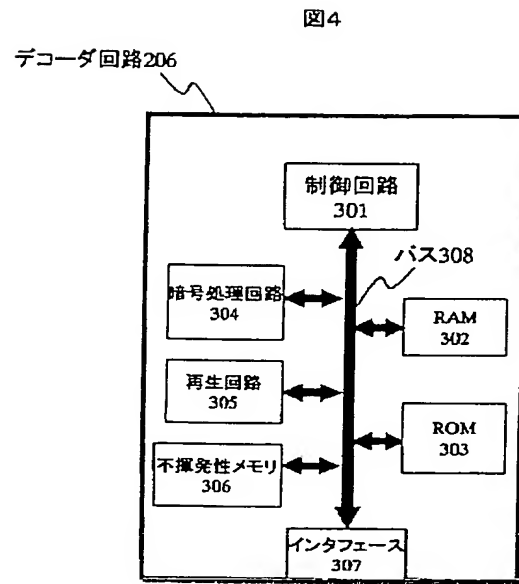 図4
デコーダ回路206
制御回路
301
バス308
暗号処理回路
304
RAM
302
再生回路
305
ROM
303
不揮発性メモリ
306
インタフェース
307